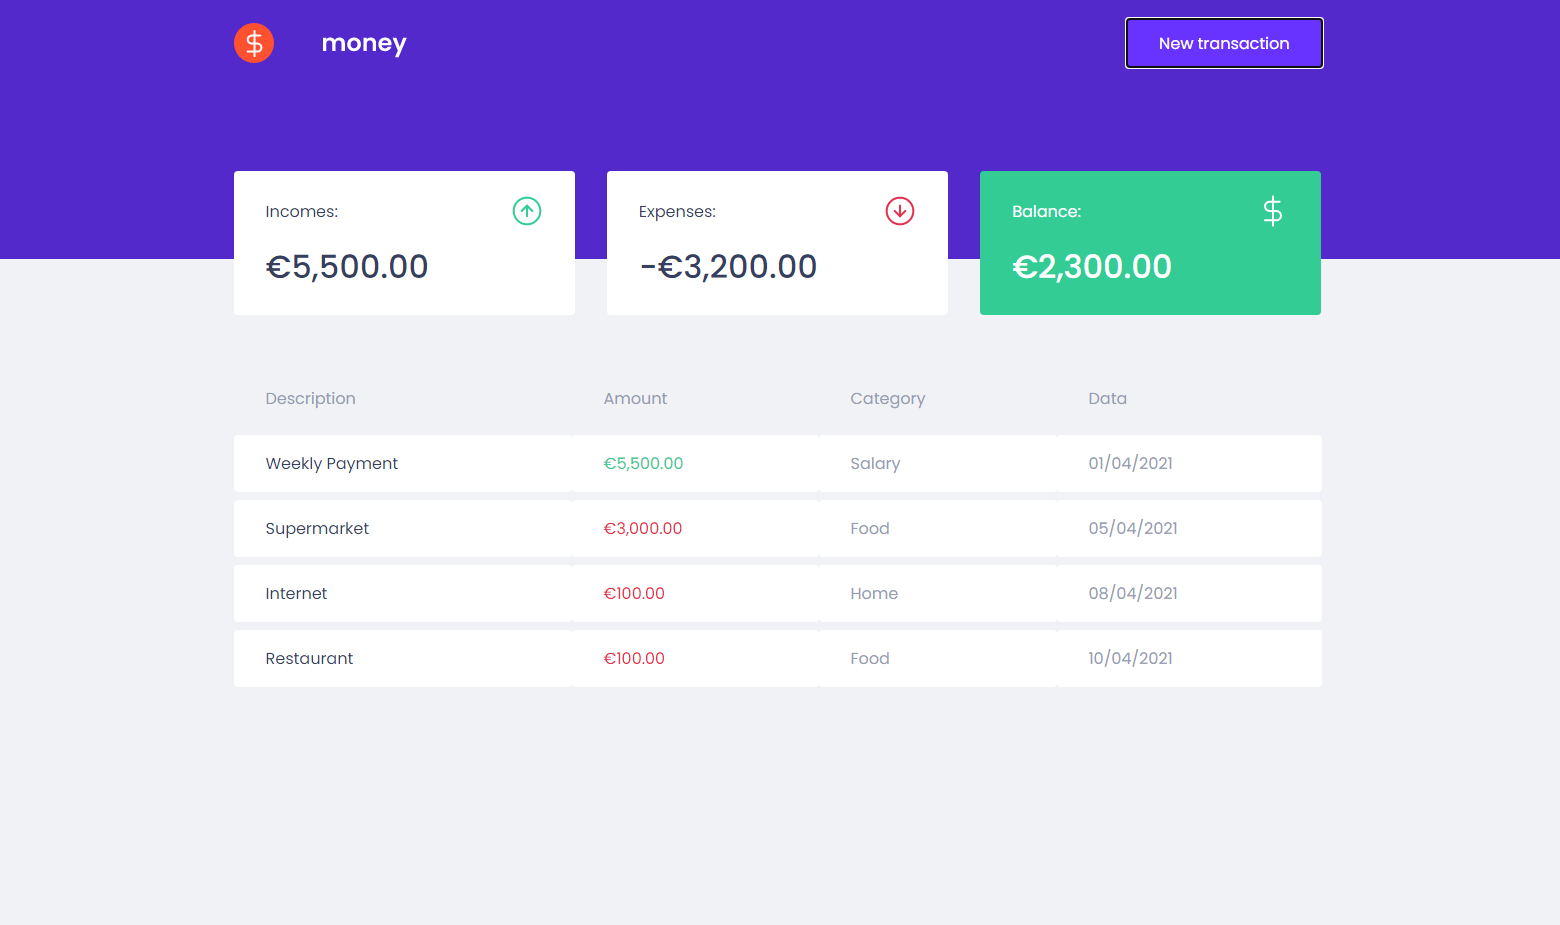 $ money New transaction
Incomes: Expenses: Balance: $
€5,500.00 -€3,200.00 €2,300.00
Description Amount Category Data
Weekly Payment €5,500.00 Salary 01/04/2021
Supermarket €3,000.00 Food 05/04/2021
Internet €100.00 Home 08/04/2021
Restaurant €100.00 Food 10/04/2021